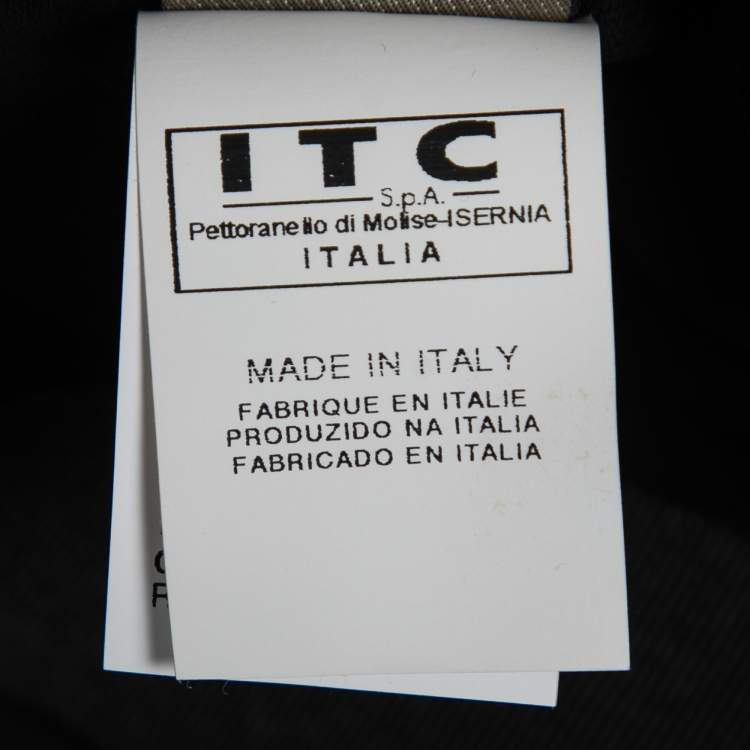 ITC
S.p.A.
Pettoranello di Molise-ISERNIA
ITALIA
MADE IN ITALY
FABRIQUE EN ITALIE
PRODUZIDO NA ITALIA
FABRICADO EN ITALIA